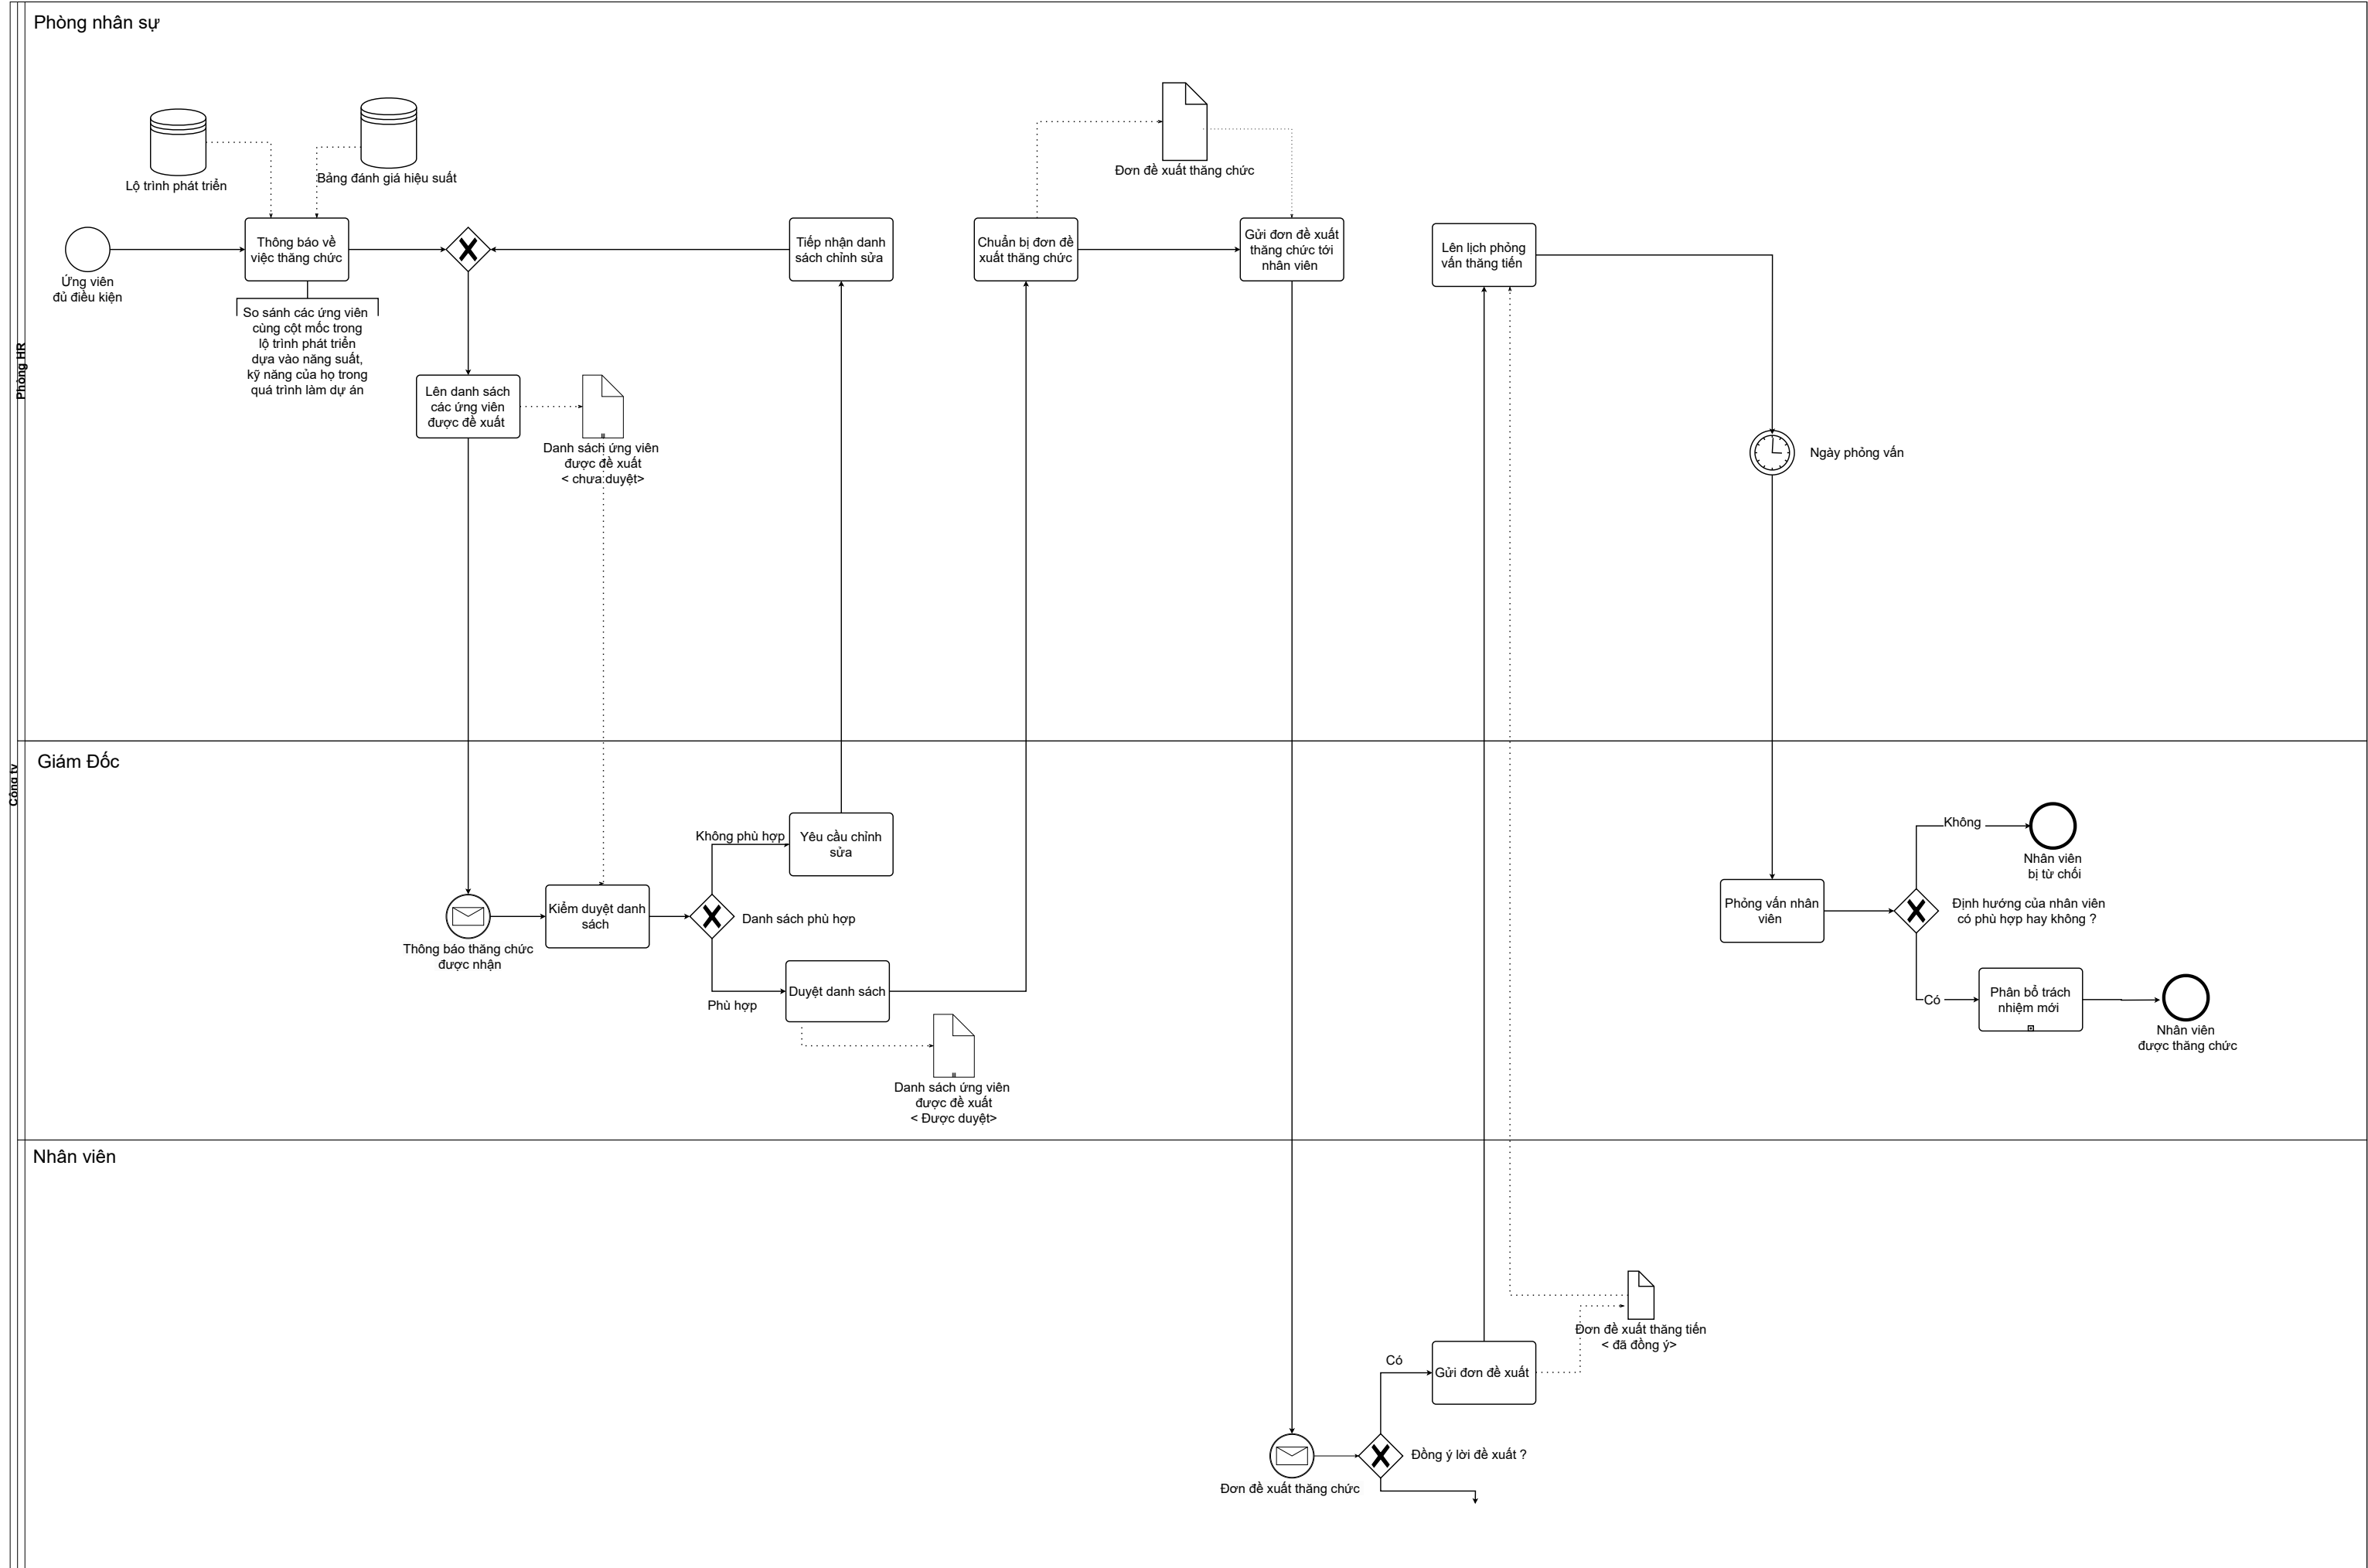 Phòng nhân sự
Lộ trình phát triển
Bảng đánh giá hiệu suất
Đơn đề xuất thăng chức
Ứng viên
đủ điều kiện
Thông báo về
việc thăng chức
Tiếp nhận danh
sách chỉnh sửa
Chuẩn bị đơn đề
xuất thăng chức
Gửi đơn đề xuất
thăng chức tới
nhân viên
Lên lịch phỏng
vấn thăng tiến
So sánh các ứng viên
cùng cột mốc trong
lộ trình phát triển
dựa vào năng suất,
kỹ năng của họ trong
quá trình làm dự án
Phòng HR
Lên danh sách
các ứng viên
được đề xuất
Danh sách ứng viên
được đề xuất
< chưa duyệt>
Ngày phỏng vấn
Công ty
Giám Đốc
Không phù hợp
Yêu cầu chỉnh
sửa
Thông báo thăng chức
được nhận
Kiểm duyệt danh
sách
Danh sách phù hợp
Phù hợp
Duyệt danh sách
Danh sách ứng viên
được đề xuất
< Được duyệt>
Phỏng vấn nhân
viên
Không
Nhân viên
bị từ chối
Định hướng của nhân viên
có phù hợp hay không ?
Có
Phân bổ trách
nhiệm mới
Nhân viên
được thăng chức
Nhân viên
Đơn đề xuất thăng tiến
< đã đồng ý>
Có
Gửi đơn đề xuất
Đồng ý lời đề xuất ?
Đơn đề xuất thăng chức